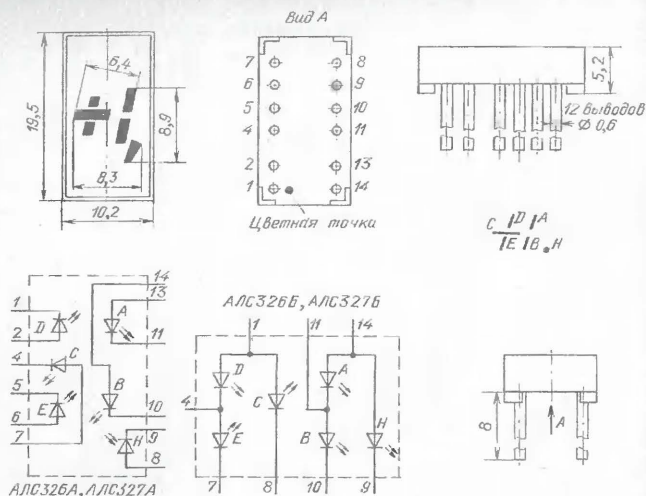 Вид А
6,4
19,5
8,9
8,3
10,2
7 8
6 9
5 10
4 11
2 13
1 14
Цветная точка
5,2
12 выводов
Ø 0,6
C D A
E B H
1
2
4
5
6
7
D
C
E
14
13
A
11
B
10
9
H
8
АЛС326А, АЛС327А
АЛС326Б, АЛС327Б
1 11 14
D C A
4
E B H
7 8 10 9
8
А